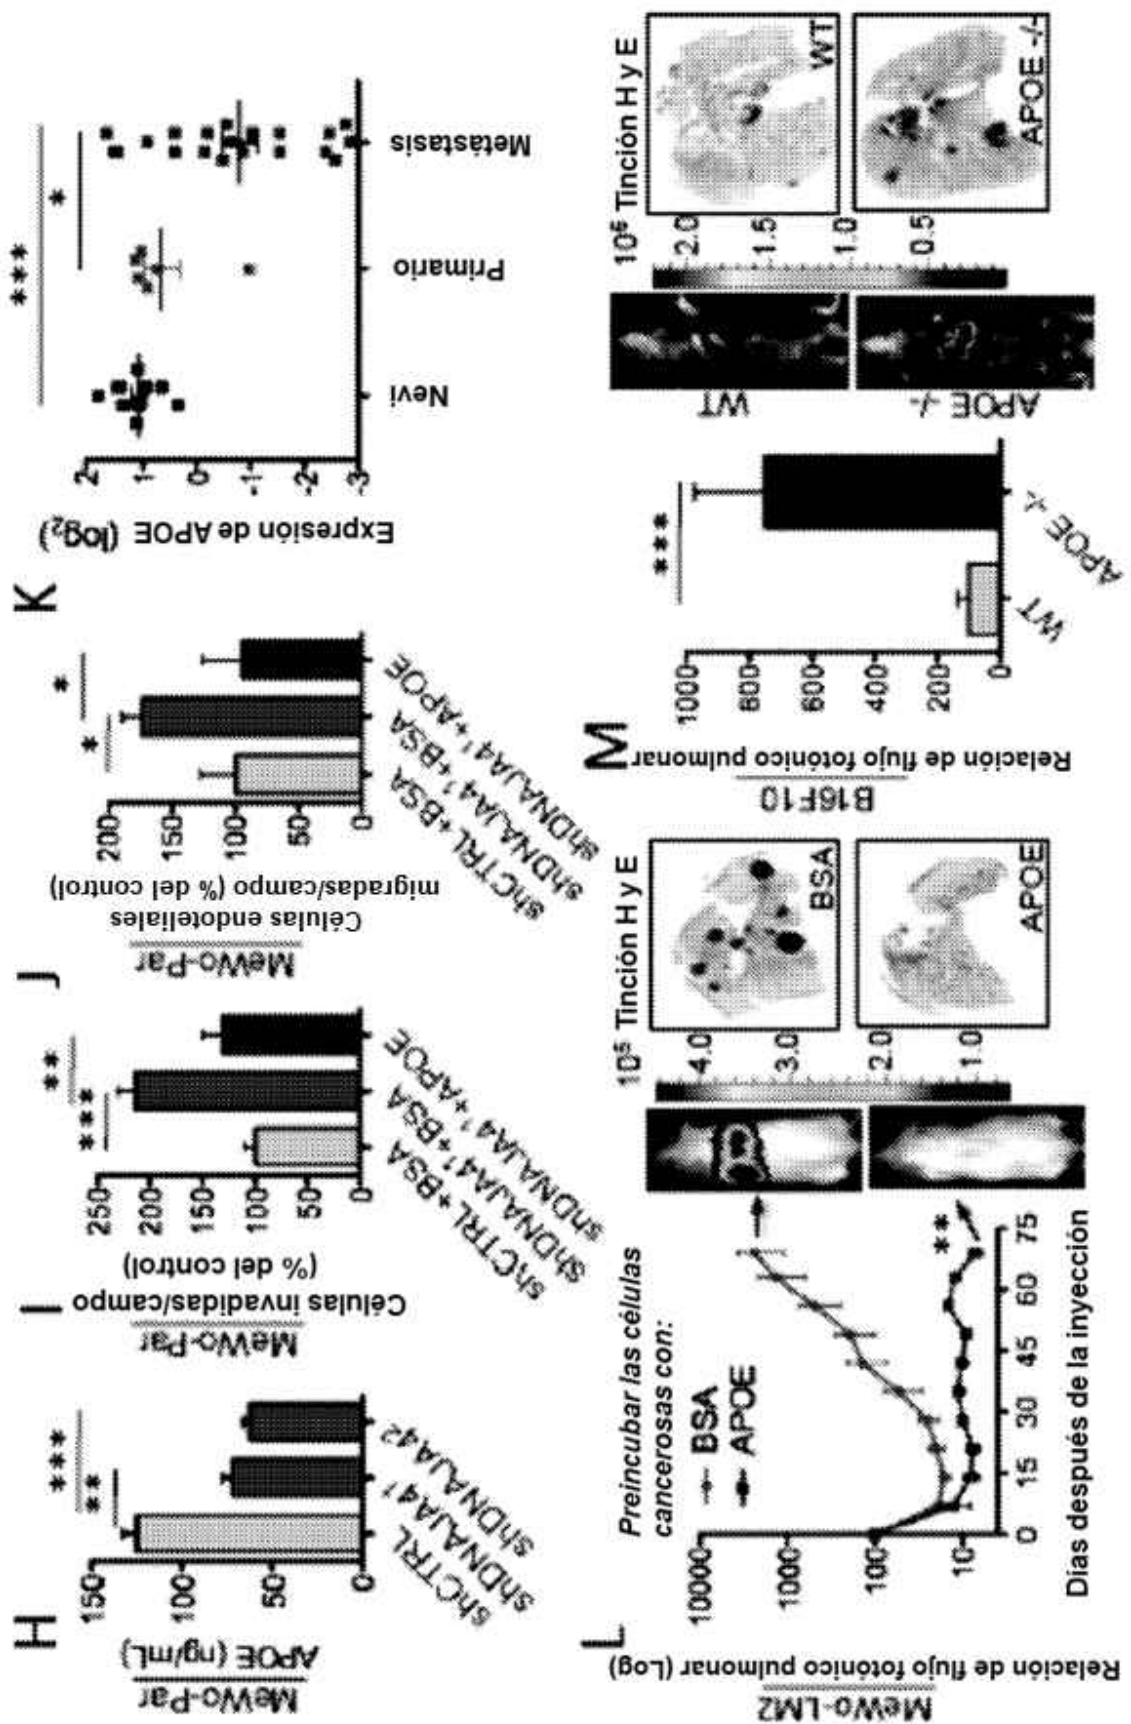 H
MeWo-Par
APOE (ng/mL)
150
100
50
0
**
***
shCTRL
shDNAJA4¹
shDNAJA4²
I
MeWo-Par
Células invadidas/campo
(% del control)
250
200
150
100
50
0
****
**
shCTRL+BSA
shDNAJA4¹+BSA
shDNAJA4¹+APOE
J
MeWo-Par
Células endoteliales
migradas/campo (% del control)
200
150
100
50
0
*
*
shCTRL+BSA
shDNAJA4¹+BSA
shDNAJA4¹+APOE
K
Expresión de APOE (log₂)
2
1
0
-1
-2
-3
***
*
Nevi
Primario
Metástasis
L
MeWo-LM2
Relación de flujo fotónico pulmonar (Log)
10000
1000
100
10
Preincubar las células
cancerosas con:
BSA
APOE
**
0
15
30
45
60
75
Días después de la inyección
10⁵
4.0
3.0
2.0
1.0
Tinción H y E
BSA
APOE
M
B16F10
Relación de flujo fotónico pulmonar
1000
800
600
400
200
0
***
WT
APOE -/-
WT
APOE -/-
10⁵
2.0
1.5
1.0
0.5
Tinción H y E
WT
APOE -/-